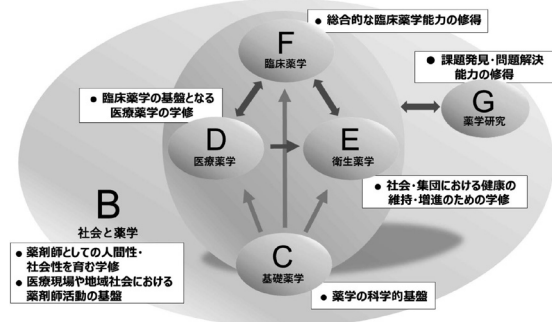 ● 総合的な臨床薬学能力の修得
F
臨床薬学
● 課題発見・問題解決
能力の修得
G
薬学研究
● 臨床薬学の基盤となる
医療薬学の学修
D
医療薬学
E
衛生薬学
● 社会・集団における健康の
維持・増進のための学修
B
社会と薬学
● 薬剤師としての人間性・
社会性を育む学修
● 医療現場や地域社会における
薬剤師活動の基盤
C
基礎薬学
● 薬学の科学的基盤